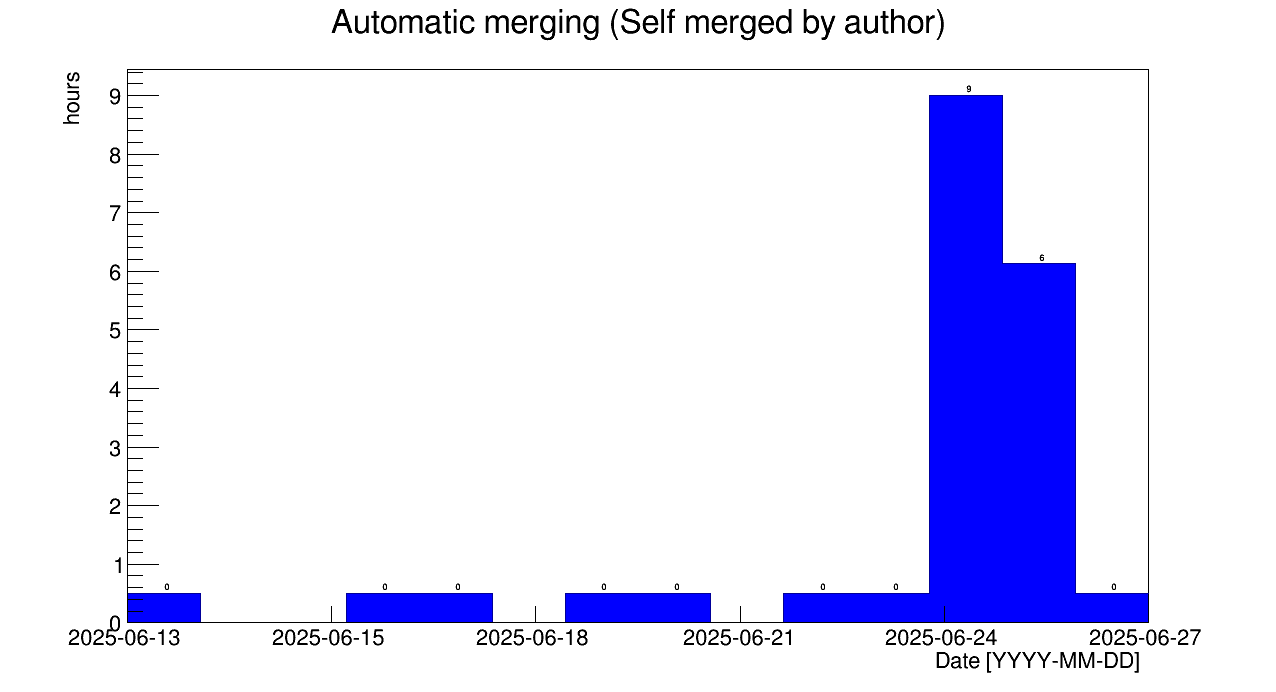 Automatic merging (Self merged by author)
hours
9
8
7
6
5
4
3
2
1
0
0 0 0 0 0 0 0 9 6 0
2025-06-13 2025-06-15 2025-06-18 2025-06-21 2025-06-24 2025-06-27
Date [YYYY-MM-DD]